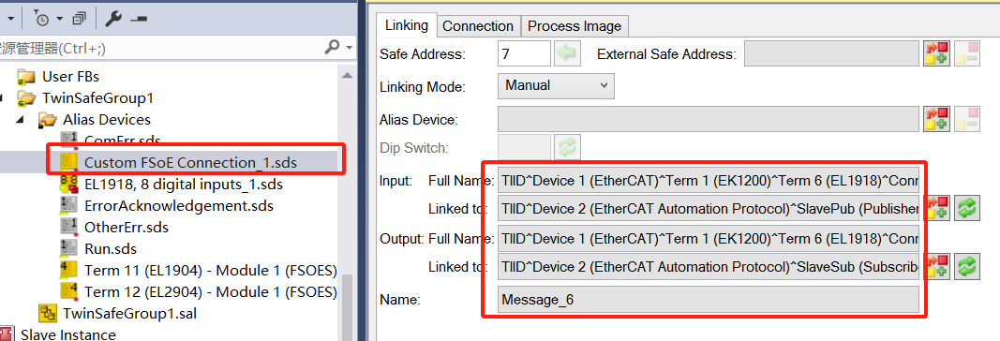 资源管理器(Ctrl+;)
User FBs
TwinSafeGroup1
Alias Devices
ComErr.sds
Custom FSoE Connection_1.sds
EL1918, 8 digital inputs_1.sds
ErrorAcknowledgement.sds
OtherErr.sds
Run.sds
Term 11 (EL1904) - Module 1 (FSOES)
Term 12 (EL2904) - Module 1 (FSOES)
TwinSafeGroup1.sal
Slave Instance
Linking Connection Process Image
Safe Address: 7 External Safe Address:
Linking Mode: Manual
Alias Device:
Dip Switch:
Input: Full Name: TIID^Device 1 (EtherCAT)^Term 1 (EK1200)^Term 6 (EL1918)^Conn
Linked to: TIID^Device 2 (EtherCAT Automation Protocol)^SlavePub (Publisher
Output: Full Name: TIID^Device 1 (EtherCAT)^Term 1 (EK1200)^Term 6 (EL1918)^Conn
Linked to: TIID^Device 2 (EtherCAT Automation Protocol)^SlaveSub (Subscrib
Name: Message_6